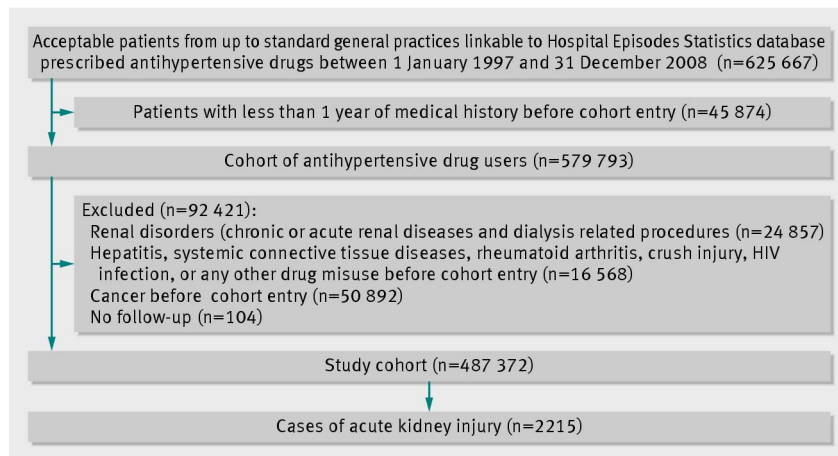 Acceptable patients from up to standard general practices linkable to Hospital Episodes Statistics database
prescribed antihypertensive drugs between 1 January 1997 and 31 December 2008 (n=625 667)
Patients with less than 1 year of medical history before cohort entry (n=45 874)
Cohort of antihypertensive drug users (n=579 793)
Excluded (n=92 421):
Renal disorders (chronic or acute renal diseases and dialysis related procedures (n=24 857)
Hepatitis, systemic connective tissue diseases, rheumatoid arthritis, crush injury, HIV
infection, or any other drug misuse before cohort entry (n=16 568)
Cancer before cohort entry (n=50 892)
No follow-up (n=104)
Study cohort (n=487 372)
Cases of acute kidney injury (n=2215)